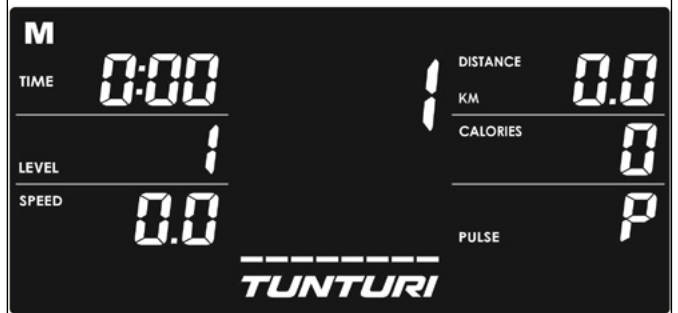 M
TIME 0:00
LEVEL 1
SPEED 0.0
1
DISTANCE KM 0.0
CALORIES 0
PULSE P
TUNTURI